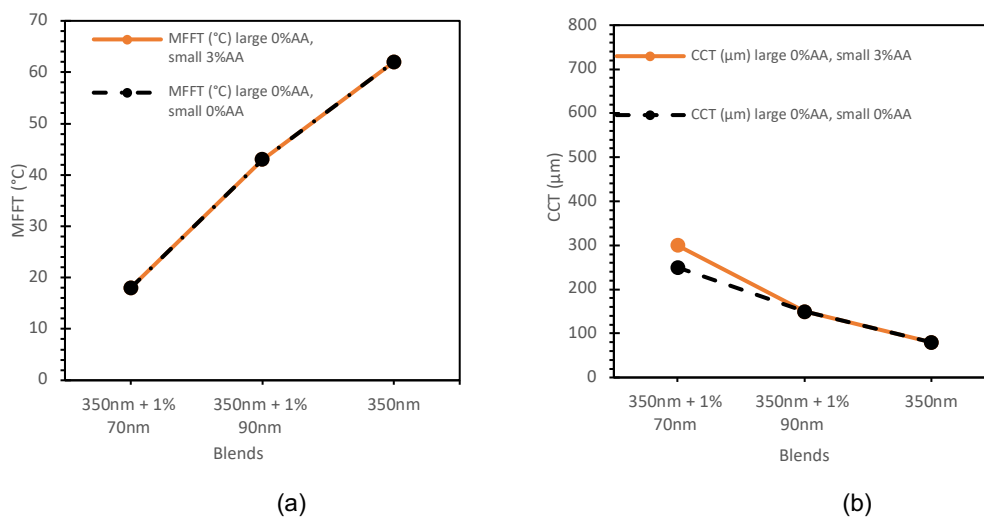 70
60
50
40
30
20
10
0
MFFT (°C)
MFFT (°C) large 0%AA,
small 3%AA
MFFT (°C) large 0%AA,
small 0%AA
350nm + 1%
70nm
350nm + 1%
90nm
350nm
Blends
(a)
800
700
600
500
400
300
200
100
0
CCT (μm)
CCT (μm) large 0%AA, small 3%AA
CCT (μm) large 0%AA, small 0%AA
350nm + 1%
70nm
350nm + 1%
90nm
350nm
Blends
(b)